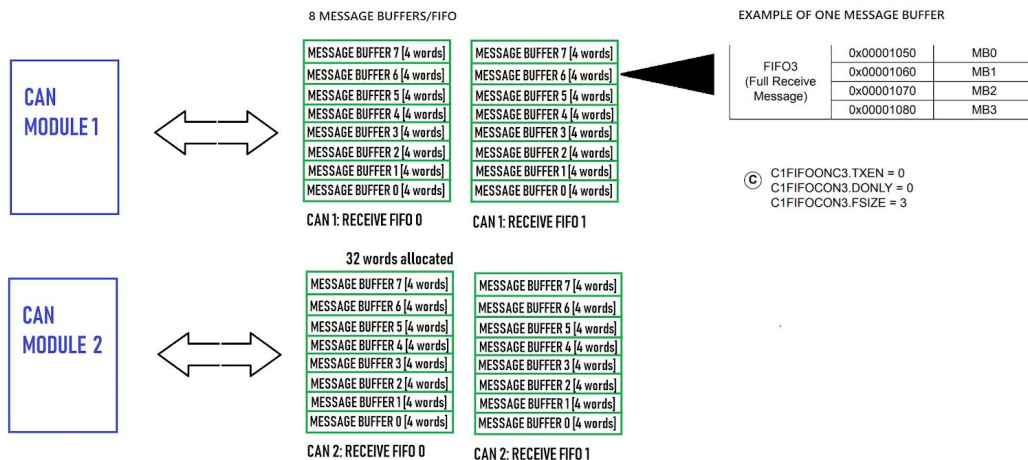 8 MESSAGE BUFFERS/FIFO
EXAMPLE OF ONE MESSAGE BUFFER
CAN
MODULE 1
MESSAGE BUFFER 7 [4 words]
MESSAGE BUFFER 6 [4 words]
MESSAGE BUFFER 5 [4 words]
MESSAGE BUFFER 4 [4 words]
MESSAGE BUFFER 3 [4 words]
MESSAGE BUFFER 2 [4 words]
MESSAGE BUFFER 1 [4 words]
MESSAGE BUFFER 0 [4 words]
CAN 1: RECEIVE FIFO 0
MESSAGE BUFFER 7 [4 words]
MESSAGE BUFFER 6 [4 words]
MESSAGE BUFFER 5 [4 words]
MESSAGE BUFFER 4 [4 words]
MESSAGE BUFFER 3 [4 words]
MESSAGE BUFFER 2 [4 words]
MESSAGE BUFFER 1 [4 words]
MESSAGE BUFFER 0 [4 words]
CAN 1: RECEIVE FIFO 1
FIFO3
(Full Receive
Message)
0x00001050 MB0
0x00001060 MB1
0x00001070 MB2
0x00001080 MB3
C
C1FIFOONC3.TXEN = 0
C1FIFOCON3.DONLY = 0
C1FIFOCON3.FSIZE = 3
CAN
MODULE 2
32 words allocated
MESSAGE BUFFER 7 [4 words]
MESSAGE BUFFER 6 [4 words]
MESSAGE BUFFER 5 [4 words]
MESSAGE BUFFER 4 [4 words]
MESSAGE BUFFER 3 [4 words]
MESSAGE BUFFER 2 [4 words]
MESSAGE BUFFER 1 [4 words]
MESSAGE BUFFER 0 [4 words]
CAN 2: RECEIVE FIFO 0
MESSAGE BUFFER 7 [4 words]
MESSAGE BUFFER 6 [4 words]
MESSAGE BUFFER 5 [4 words]
MESSAGE BUFFER 4 [4 words]
MESSAGE BUFFER 3 [4 words]
MESSAGE BUFFER 2 [4 words]
MESSAGE BUFFER 1 [4 words]
MESSAGE BUFFER 0 [4 words]
CAN 2: RECEIVE FIFO 1